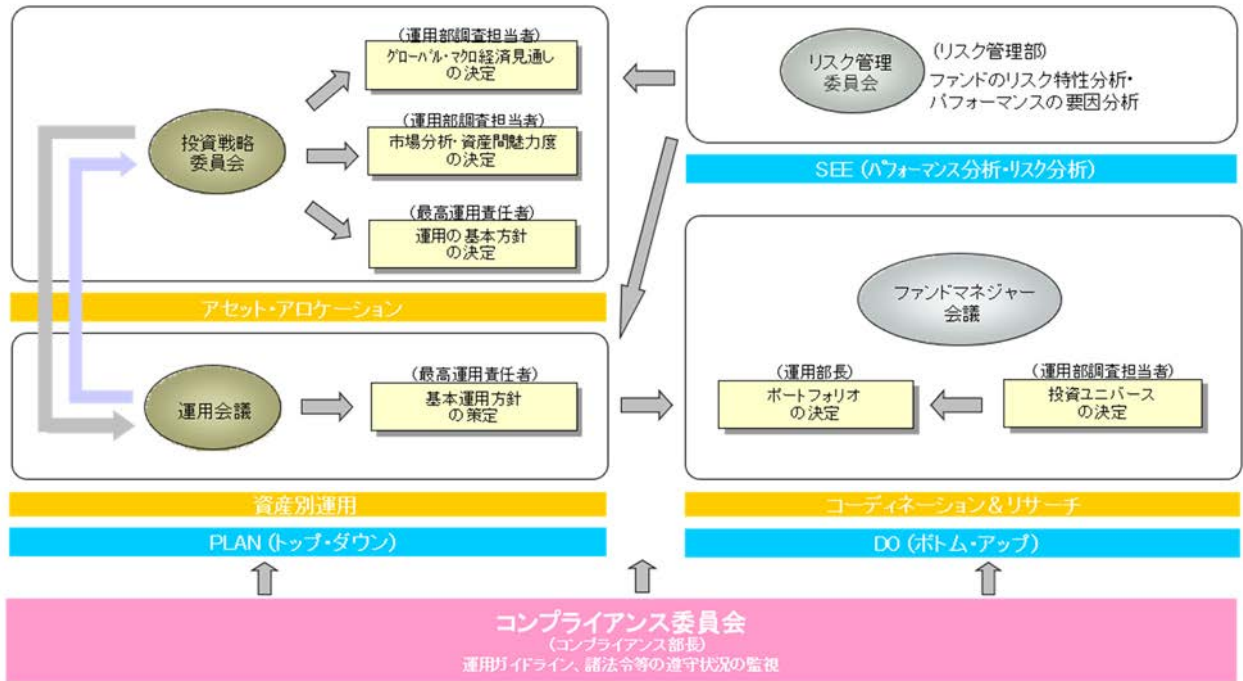 (運用部調査担当者)
グローバル・マクロ経済見通し
の決定
投資戦略
委員会
(運用部調査担当者)
市場分析・資産間魅力度
の決定
(最高運用責任者)
運用の基本方針
の決定
アセット・アロケーション
リスク管理
委員会
(リスク管理部)
ファンドのリスク特性分析・
パフォーマンスの要因分析
SEE (パフォーマンス分析・リスク分析)
運用会議
(最高運用責任者)
基本運用方針
の策定
資産別運用
PLAN (トップ・ダウン)
ファンドマネジャー
会議
(運用部長)
ポートフォリオ
の決定
(運用部調査担当者)
投資ユニバース
の決定
コーディネーション&リサーチ
DO (ボトム・アップ)
コンプライアンス委員会
(コンプライアンス部長)
運用ガイドライン、諸法令等の遵守状況の監視